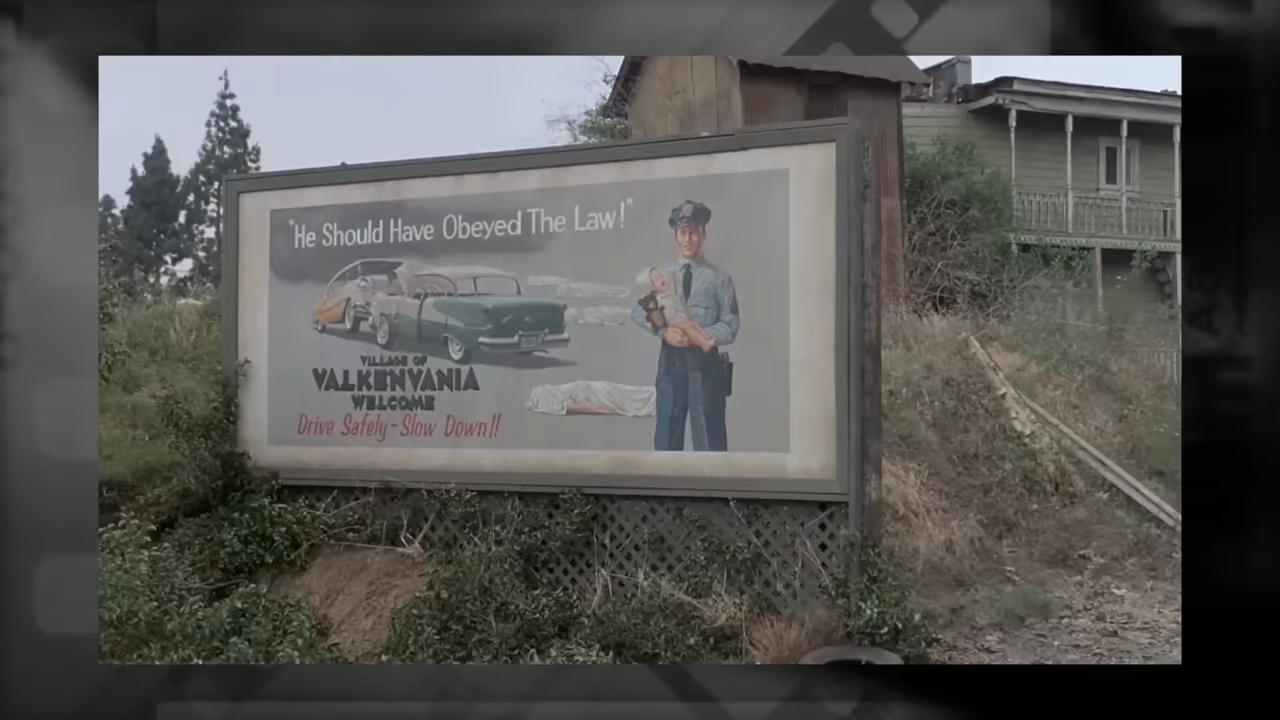 "He Should Have Obeyed The Law!"
VILLAGE OF
VALKENVANIA
WELCOME
Drive Safely-Slow Down!!